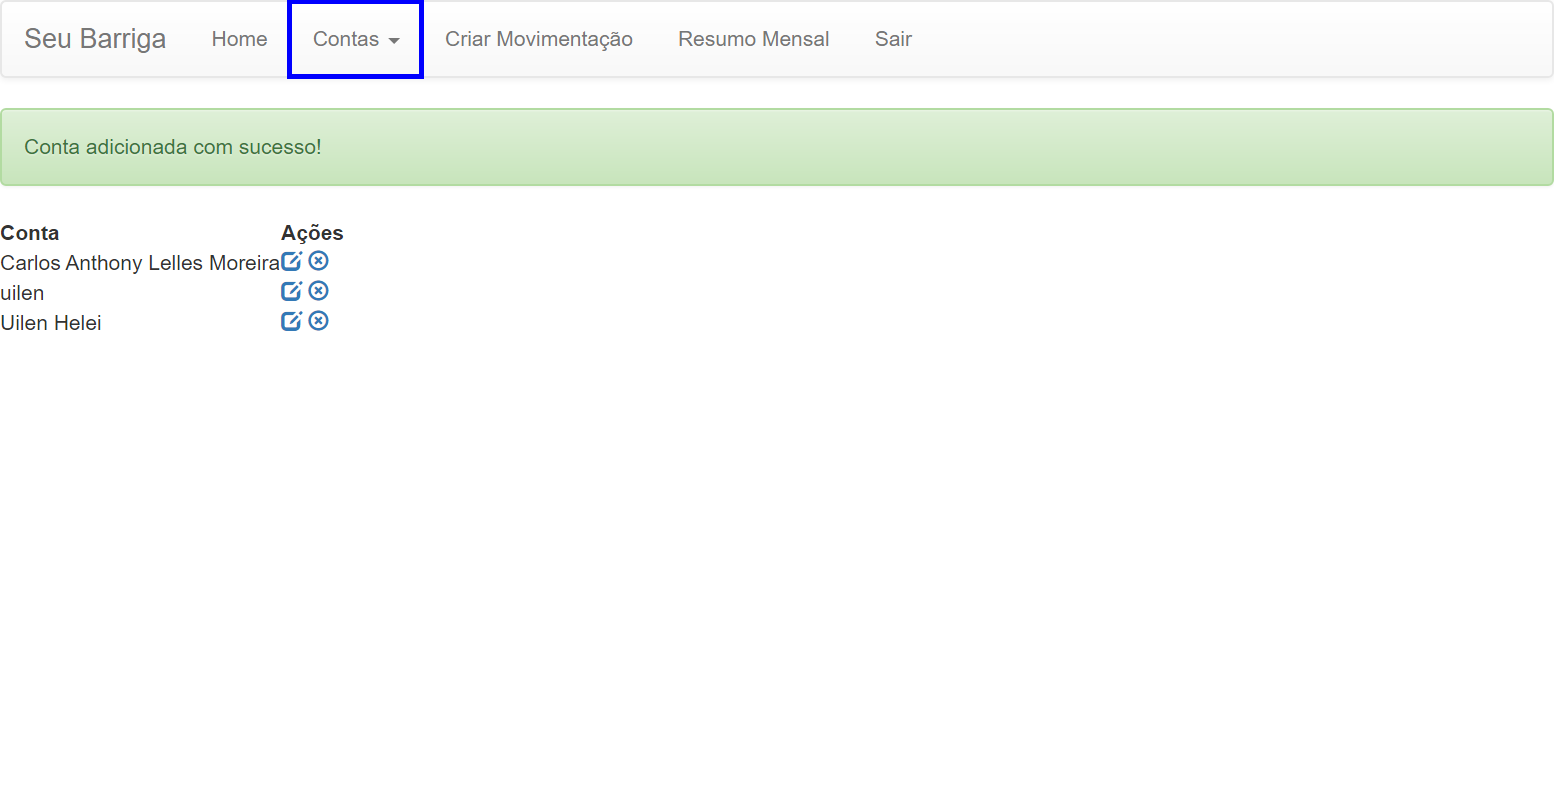 Seu Barriga Home Contas Criar Movimentação Resumo Mensal Sair
Conta adicionada com sucesso!
Conta Ações
Carlos Anthony Lelles Moreira
uilen
Uilen Helei